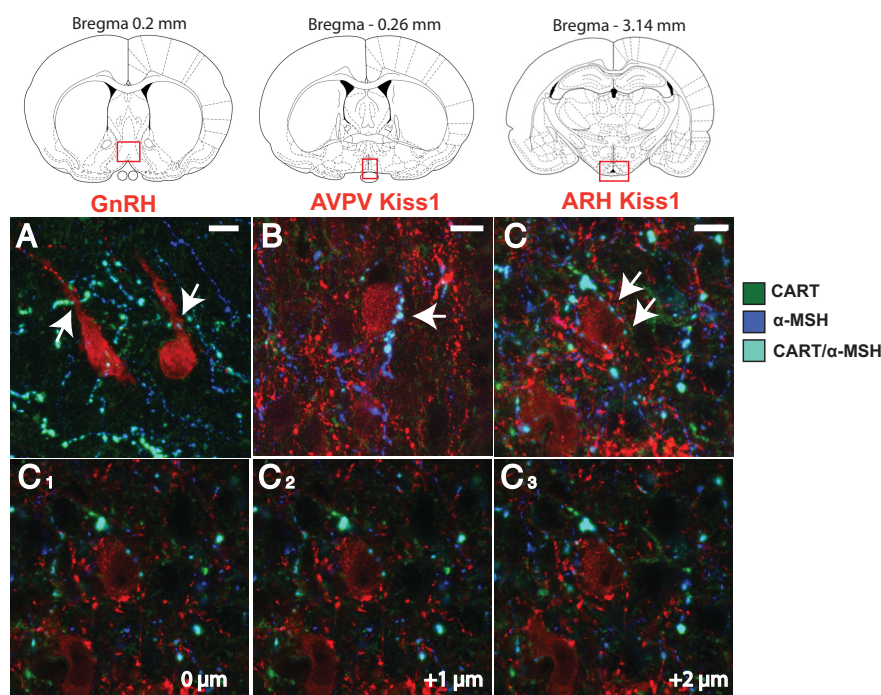 Bregma 0.2 mm
Bregma - 0.26 mm
Bregma - 3.14 mm
GnRH
AVPV Kiss1
ARH Kiss1
A
B
C
CART
α-MSH
CART/α-MSH
C1
C2
C3
0 µm
+1 µm
+2 µm